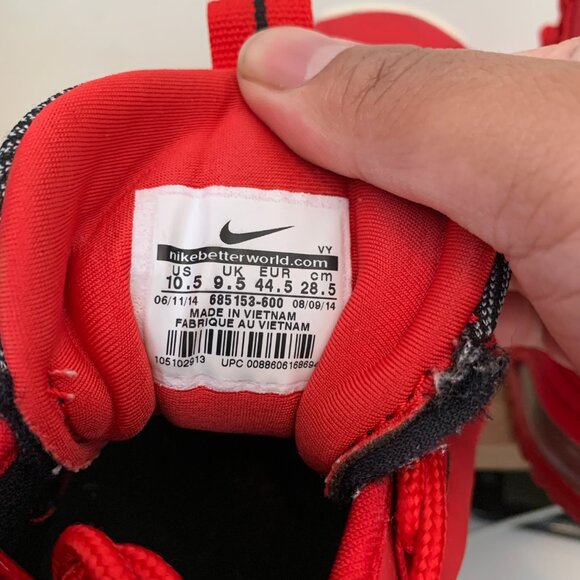 VY
nikebetterworld.com
US UK EUR cm
10.5 9.5 44.5 28.5
06/11/14 685153-600 08/09/14
MADE IN VIETNAM
FABRIQUE AU VIETNAM
105102913 UPC 0088606168694